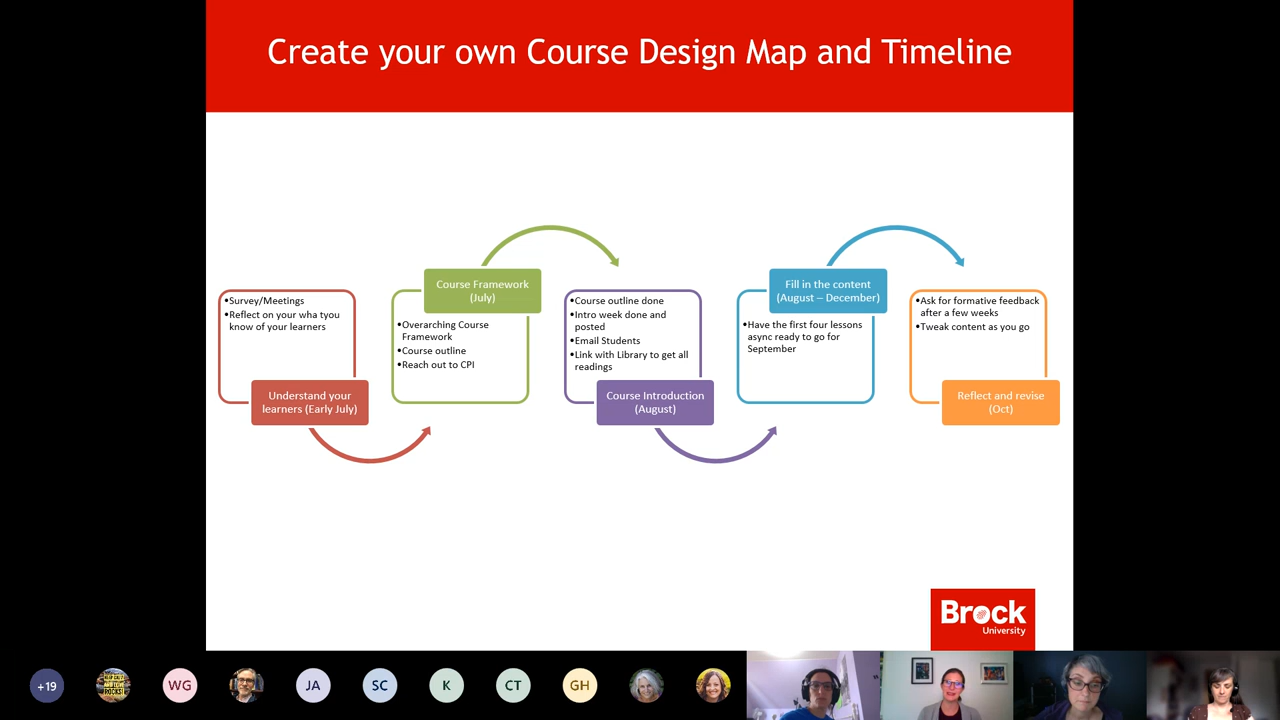 Create your own Course Design Map and Timeline
•Survey/Meetings
•Reflect on your wha tyou
know of your learners
Understand your
learners (Early July)
Course Framework
(July)
•Overarching Course
Framework
•Course outline
•Reach out to CPI
•Course outline done
•Intro week done and
posted
•Email Students
•Link with Library to get all
readings
Course Introduction
(August)
Fill in the content
(August – December)
•Have the first four lessons
async ready to go for
September
•Ask for formative feedback
after a few weeks
•Tweak content as you go
Reflect and revise
(Oct)
Brock
University
+19
WG
JA
SC
K
CT
GH